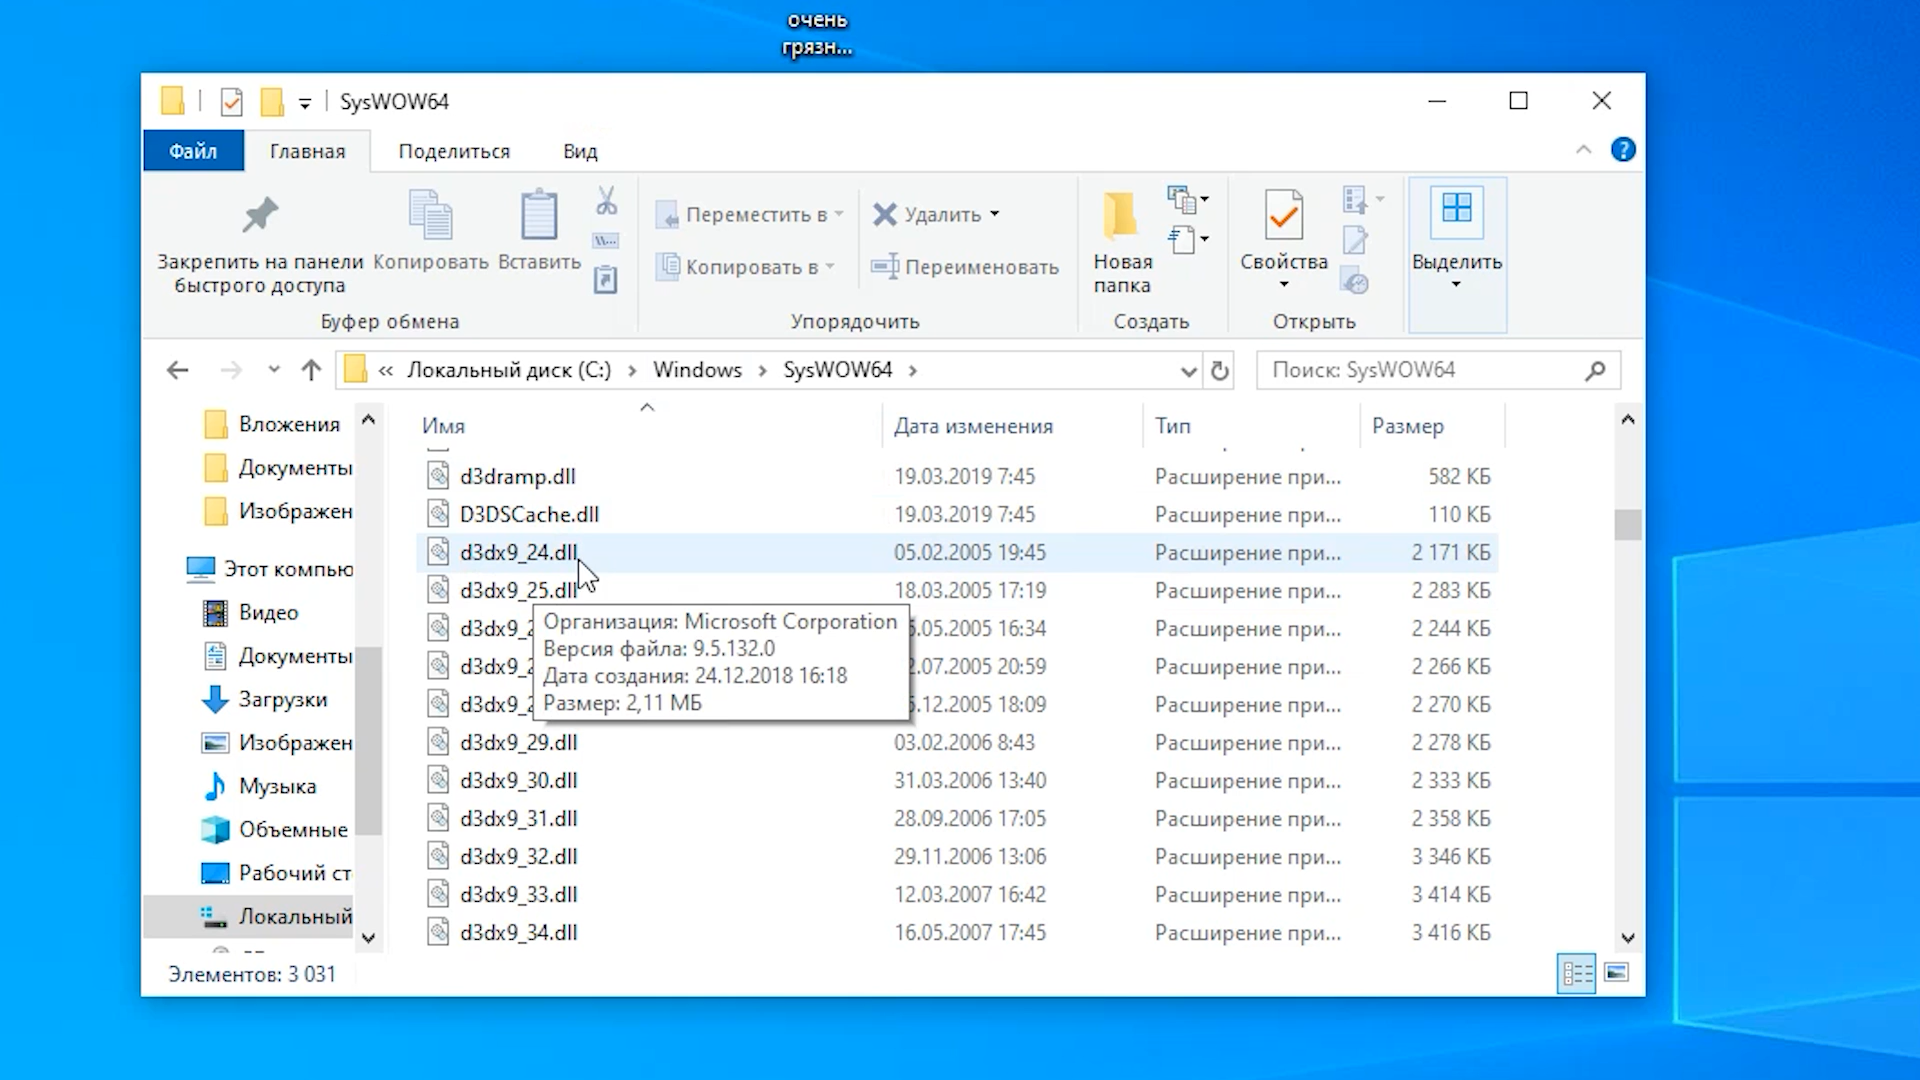 очень
грязн...
SysWOW64
Файл Главная Поделиться Вид
Закрепить на панели быстрого доступа Копировать Вставить
Переместить в
Копировать в
Удалить
Переименовать
Новая папка
Свойства
Выделить
Буфер обмена Упорядочить Создать Открыть
« Локальный диск (C:) › Windows › SysWOW64 ›
Поиск: SysWOW64
Вложения
Документы
Изображен
Этот компью
Видео
Документы
Загрузки
Изображен
Музыка
Объемные
Рабочий ст
Локальный
Имя Дата изменения Тип Размер
d3dramp.dll 19.03.2019 7:45 Расширение при... 582 КБ
D3DSCache.dll 19.03.2019 7:45 Расширение при... 110 КБ
d3dx9_24.dll 05.02.2005 19:45 Расширение при... 2 171 КБ
d3dx9_25.dll 18.03.2005 17:19 Расширение при... 2 283 КБ
d3dx9_2 5.05.2005 16:34 Расширение при... 2 244 КБ
d3dx9_2 2.07.2005 20:59 Расширение при... 2 266 КБ
d3dx9_2 5.12.2005 18:09 Расширение при... 2 270 КБ
Организация: Microsoft Corporation
Версия файла: 9.5.132.0
Дата создания: 24.12.2018 16:18
Размер: 2,11 МБ
d3dx9_29.dll 03.02.2006 8:43 Расширение при... 2 278 КБ
d3dx9_30.dll 31.03.2006 13:40 Расширение при... 2 333 КБ
d3dx9_31.dll 28.09.2006 17:05 Расширение при... 2 358 КБ
d3dx9_32.dll 29.11.2006 13:06 Расширение при... 3 346 КБ
d3dx9_33.dll 12.03.2007 16:42 Расширение при... 3 414 КБ
d3dx9_34.dll 16.05.2007 17:45 Расширение при... 3 416 КБ
Элементов: 3 031